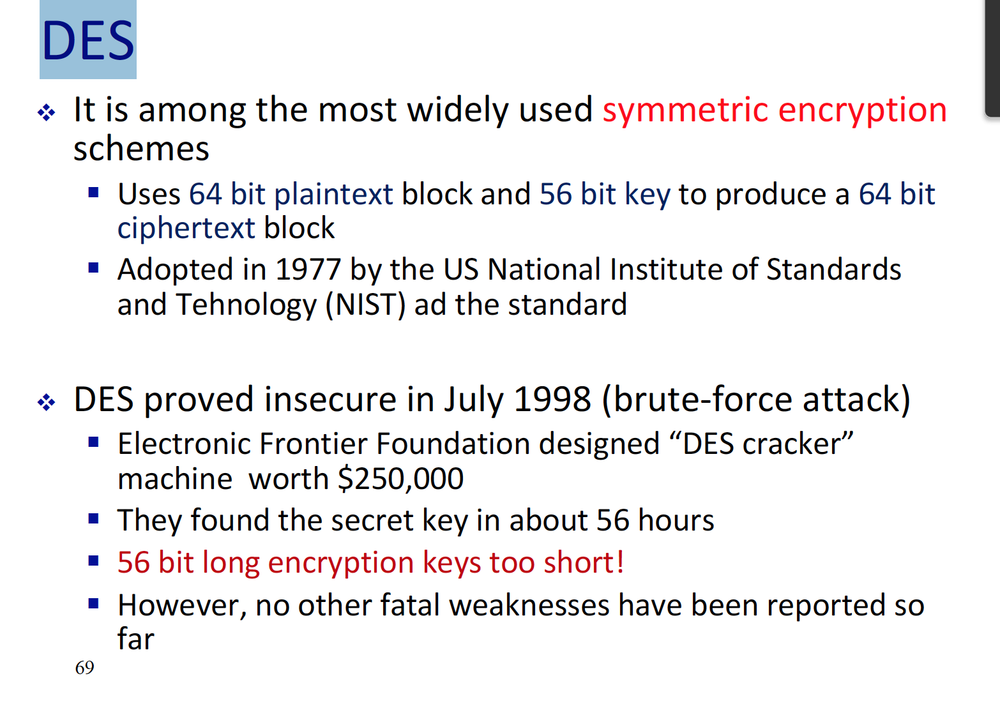 DES
It is among the most widely used symmetric encryption
schemes
Uses 64 bit plaintext block and 56 bit key to produce a 64 bit
ciphertext block
Adopted in 1977 by the US National Institute of Standards
and Tehnology (NIST) ad the standard
DES proved insecure in July 1998 (brute-force attack)
Electronic Frontier Foundation designed “DES cracker”
machine  worth $250,000
They found the secret key in about 56 hours
56 bit long encryption keys too short!
However, no other fatal weaknesses have been reported so
far
69